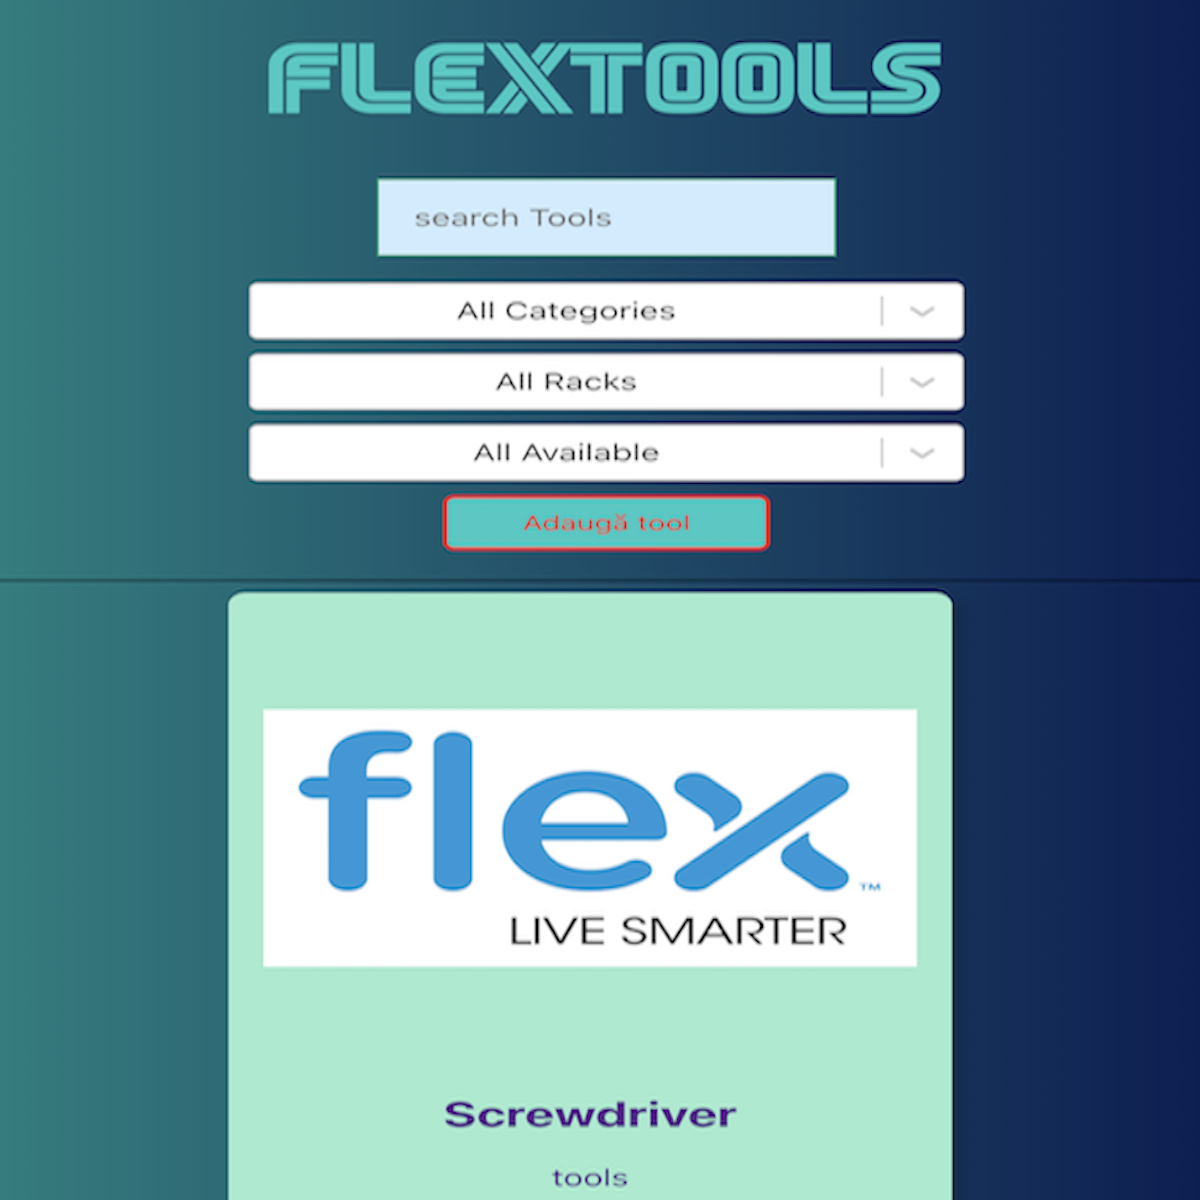 FLEXTOOLS
search Tools
All Categories
All Racks
All Available
Adaugă tool
flex™
LIVE SMARTER
Screwdriver
tools